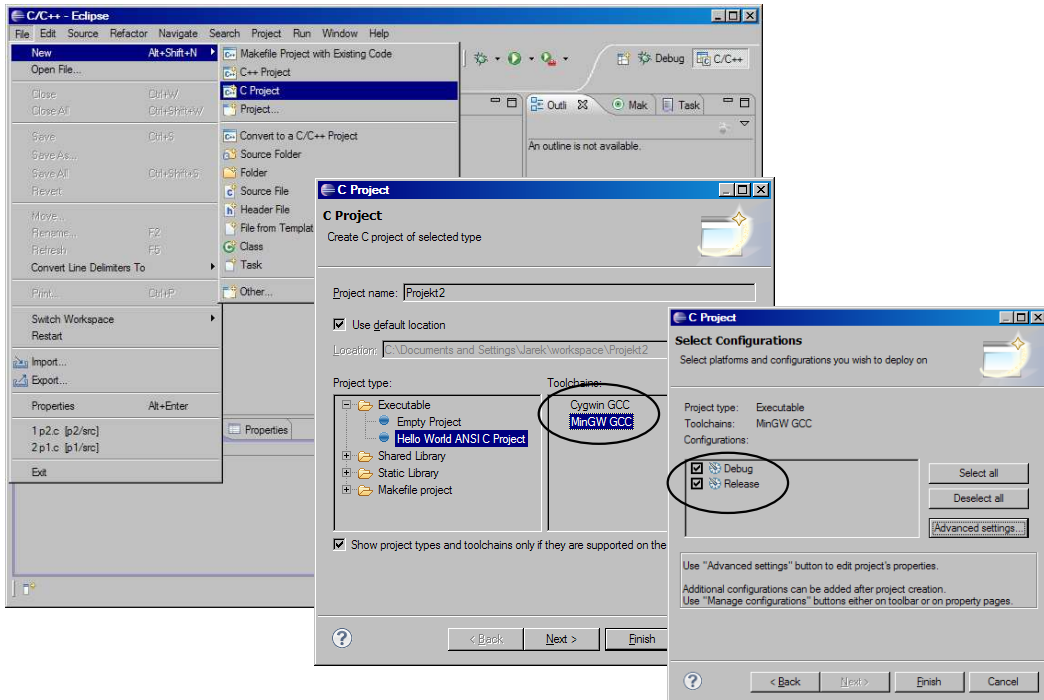 C/C++ - Eclipse
File Edit Source Refactor Navigate Search Project Run Window Help
New Alt+Shift+N
Open File...
Close Ctrl+W
Close All Ctrl+Shift+W
Save Ctrl+S
Save As...
Save All Ctrl+Shift+S
Revert
Move...
Rename... F2
Refresh F5
Convert Line Delimiters To
Print... Ctrl+P
Switch Workspace
Restart
Import...
Export...
Properties Alt+Enter
1 p2.c [p2/src]
2 p1.c [p1/src]
Exit
Makefile Project with Existing Code
C++ Project
C Project
Project...
Convert to a C/C++ Project
Source Folder
Folder
Source File
Header File
File from Templat
Class
Task
Other...
Debug C/C++
Outli Mak Task
An outline is not available.
Properties
C Project
C Project
Create C project of selected type
Project name: Projekt2
Use default location
Location: C:\Documents and Settings\Jarek\workspace\Projekt2
Project type:
Executable
Empty Project
Hello World ANSI C Project
Shared Library
Static Library
Makefile project
Toolchains:
Cygwin GCC
MinGW GCC
Show project types and toolchains only if they are supported on the
? < Back Next > Finish
C Project
Select Configurations
Select platforms and configurations you wish to deploy on
Project type: Executable
Toolchains: MinGW GCC
Configurations:
Debug
Release
Select all
Deselect all
Advanced settings...
Use "Advanced settings" button to edit project's properties.
Additional configurations can be added after project creation.
Use "Manage configurations" buttons either on toolbar or on property pages.
? < Back Next > Finish Cancel